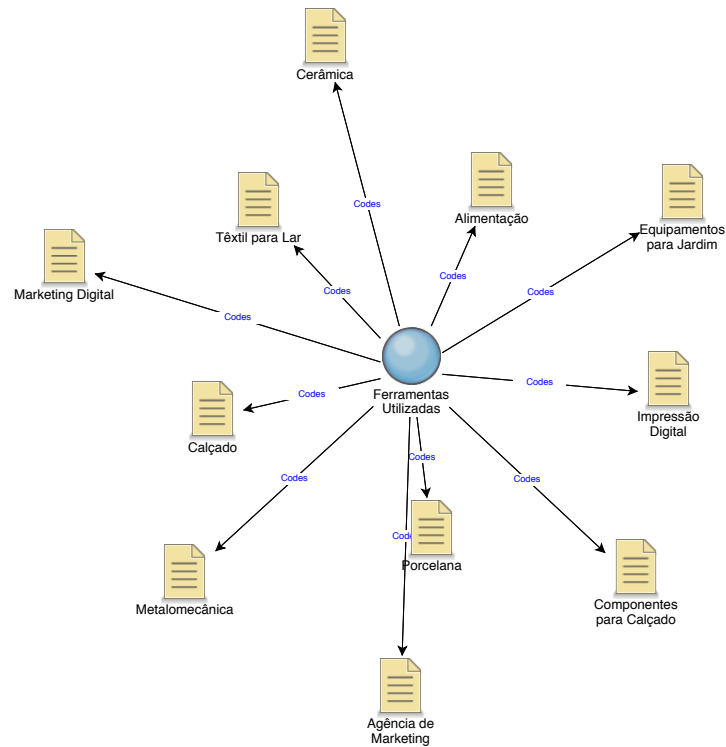 Cerâmica
Codes
Alimentação
Codes
Têxtil para Lar
Codes
Equipamentos
para Jardim
Codes
Marketing Digital
Codes
Ferramentas
Utilizadas
Codes
Impressão
Digital
Codes
Calçado
Codes
Codes
Metalomecânica
Codes
Porcelana
Codes
Componentes
para Calçado
Agência de
Marketing